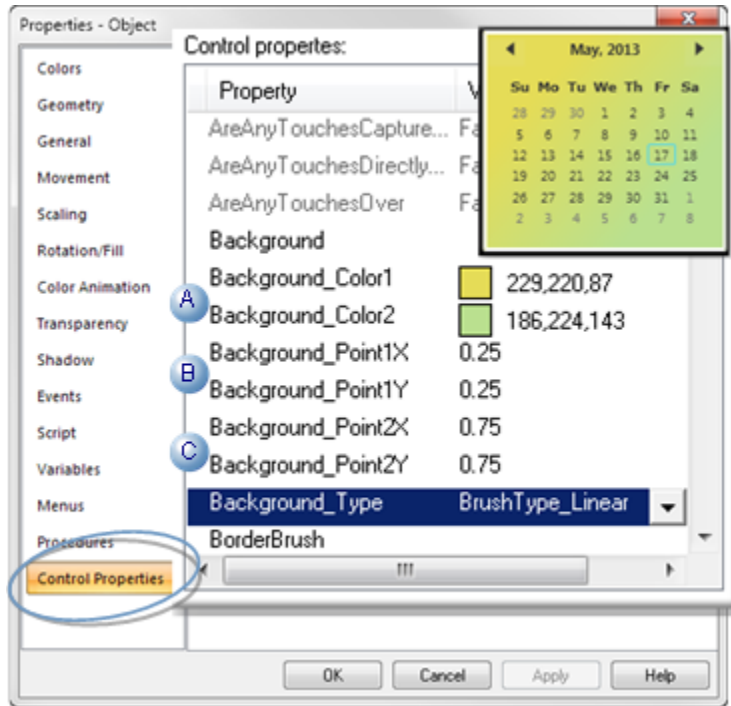 Properties - Object
Colors
Geometry
General
Movement
Scaling
Rotation/Fill
Color Animation
Transparency
Shadow
Events
Script
Variables
Menus
Procedures
Control Properties
Control propertes:
Property V
AreAnyTouchesCapture... Fa
AreAnyTouchesDirectly... Fa
AreAnyTouchesOver Fa
Background
Background_Color1 229,220,87
A
Background_Color2 186,224,143
Background_Point1X 0.25
B
Background_Point1Y 0.25
Background_Point2X 0.75
C
Background_Point2Y 0.75
Background_Type BrushType_Linear
BorderBrush
May, 2013
Su Mo Tu We Th Fr Sa
28 29 30 1 2 3 4
5 6 7 8 9 10 11
12 13 14 15 16 17 18
19 20 21 22 23 24 25
26 27 28 29 30 31 1
2 3 4 5 6 7 8
OK Cancel Apply Help